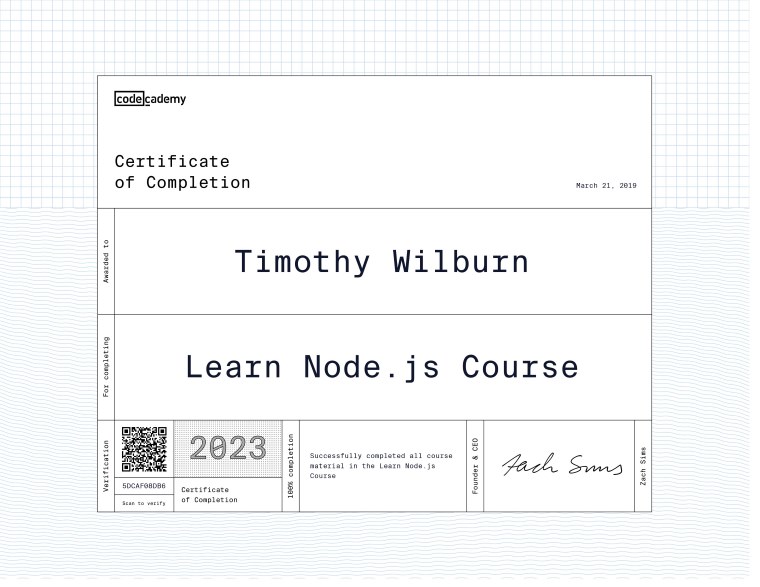 codecademy
Certificate
of Completion
March 21, 2019
Awarded to
Timothy Wilburn
For completing
Learn Node.js Course
Verification
5DCAF08DB6
Scan to verify
2023
Certificate
of Completion
100% completion
Successfully completed all course
material in the Learn Node.js
Course
Founder & CEO
Zach Sims
Zach Sims